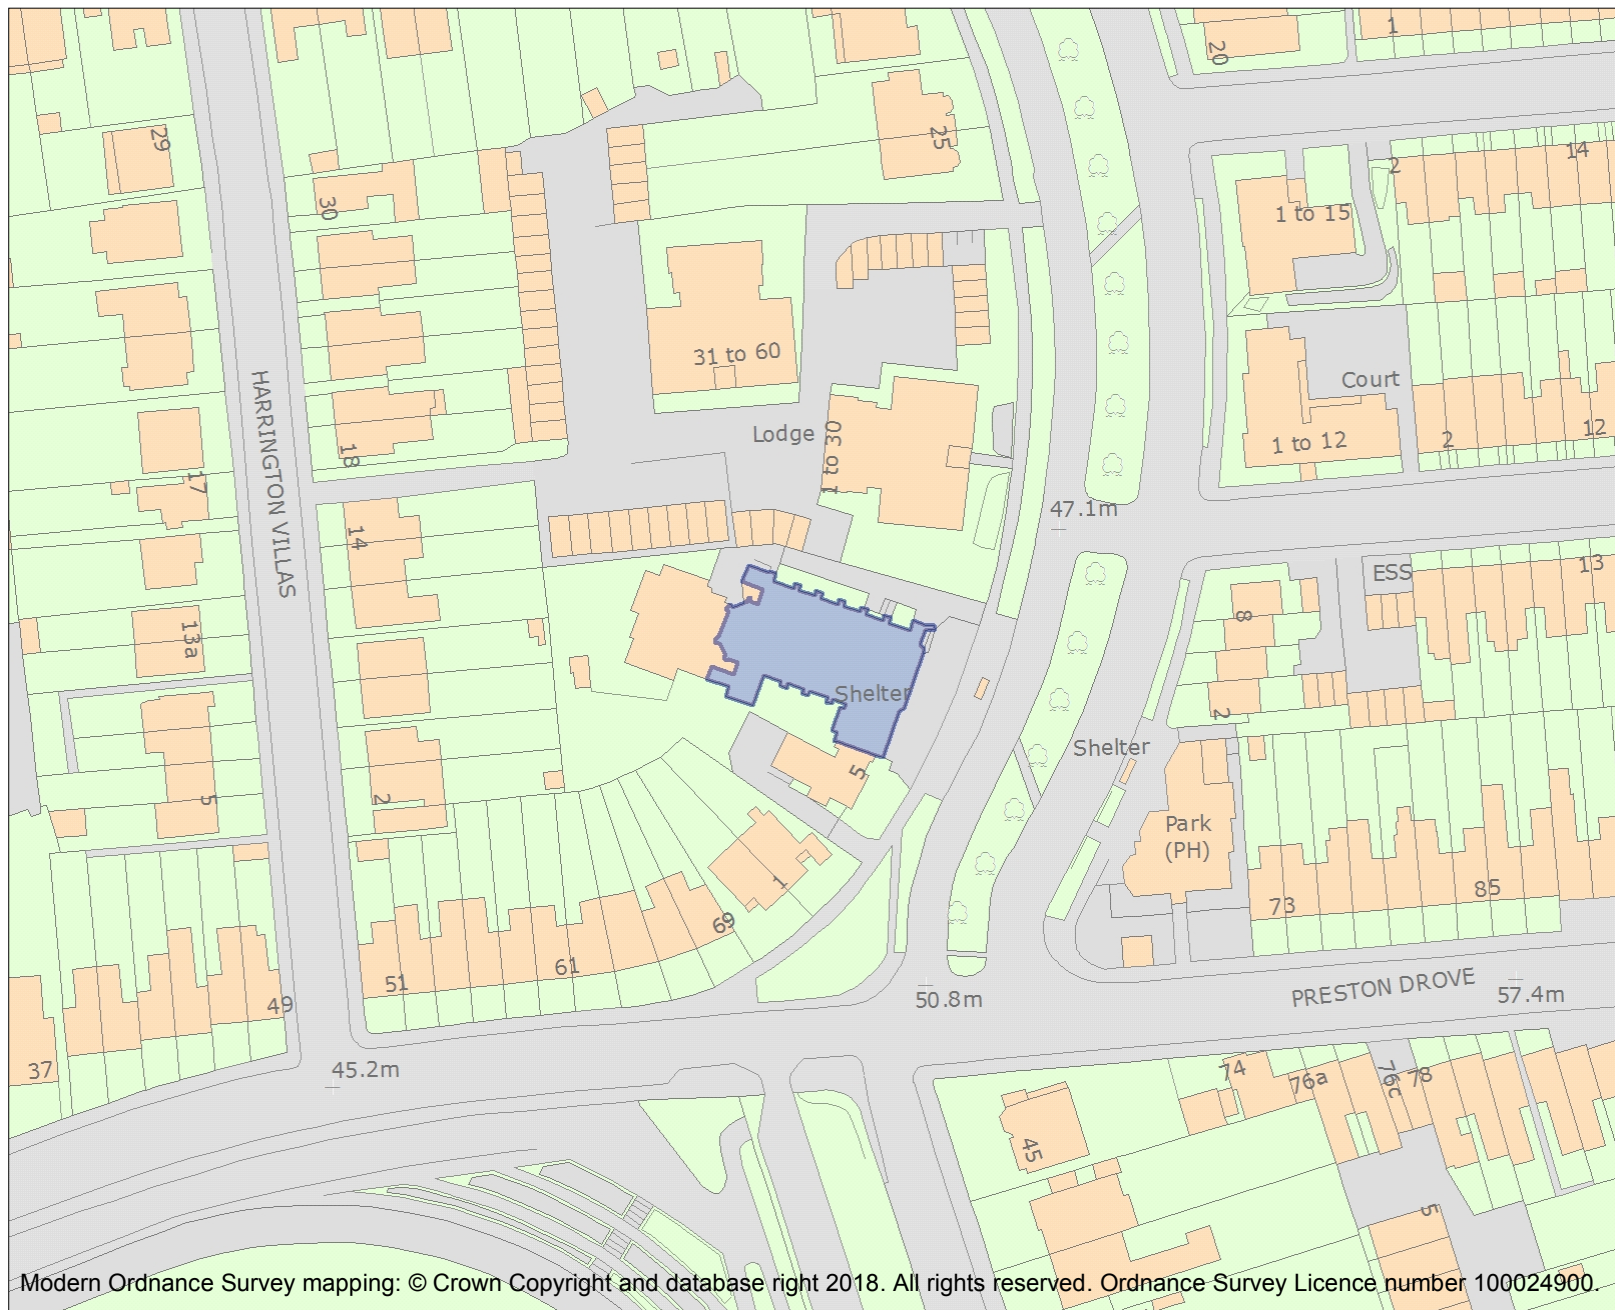 1
20
29
25
14
2
30
1 to 15
31 to 60
Court
HARRINGTON VILLAS
Lodge
1 to 30
1 to 12
2
12
18
17
47.1m
14
ESS
13
8
13a
Shelter
2
Shelter
5
2
5
Park
(PH)
1
69
85
73
61
51
49
PRESTON DROVE
50.8m
57.4m
45.2m
37
74
76a
76c
78
45
5
Modern Ordnance Survey mapping: © Crown Copyright and database right 2018. All rights reserved. Ordnance Survey Licence number 100024900.